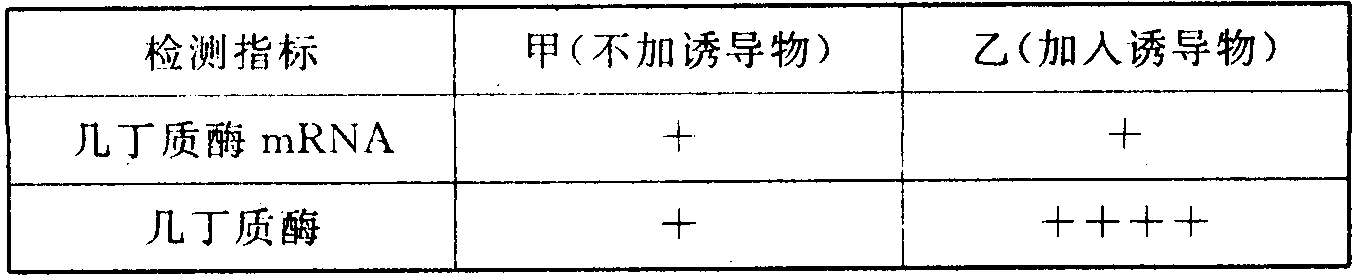 检测指标 甲(不加诱导物) 乙(加入诱导物)
几丁质酶 mRNA + +
几丁质酶 + ++++